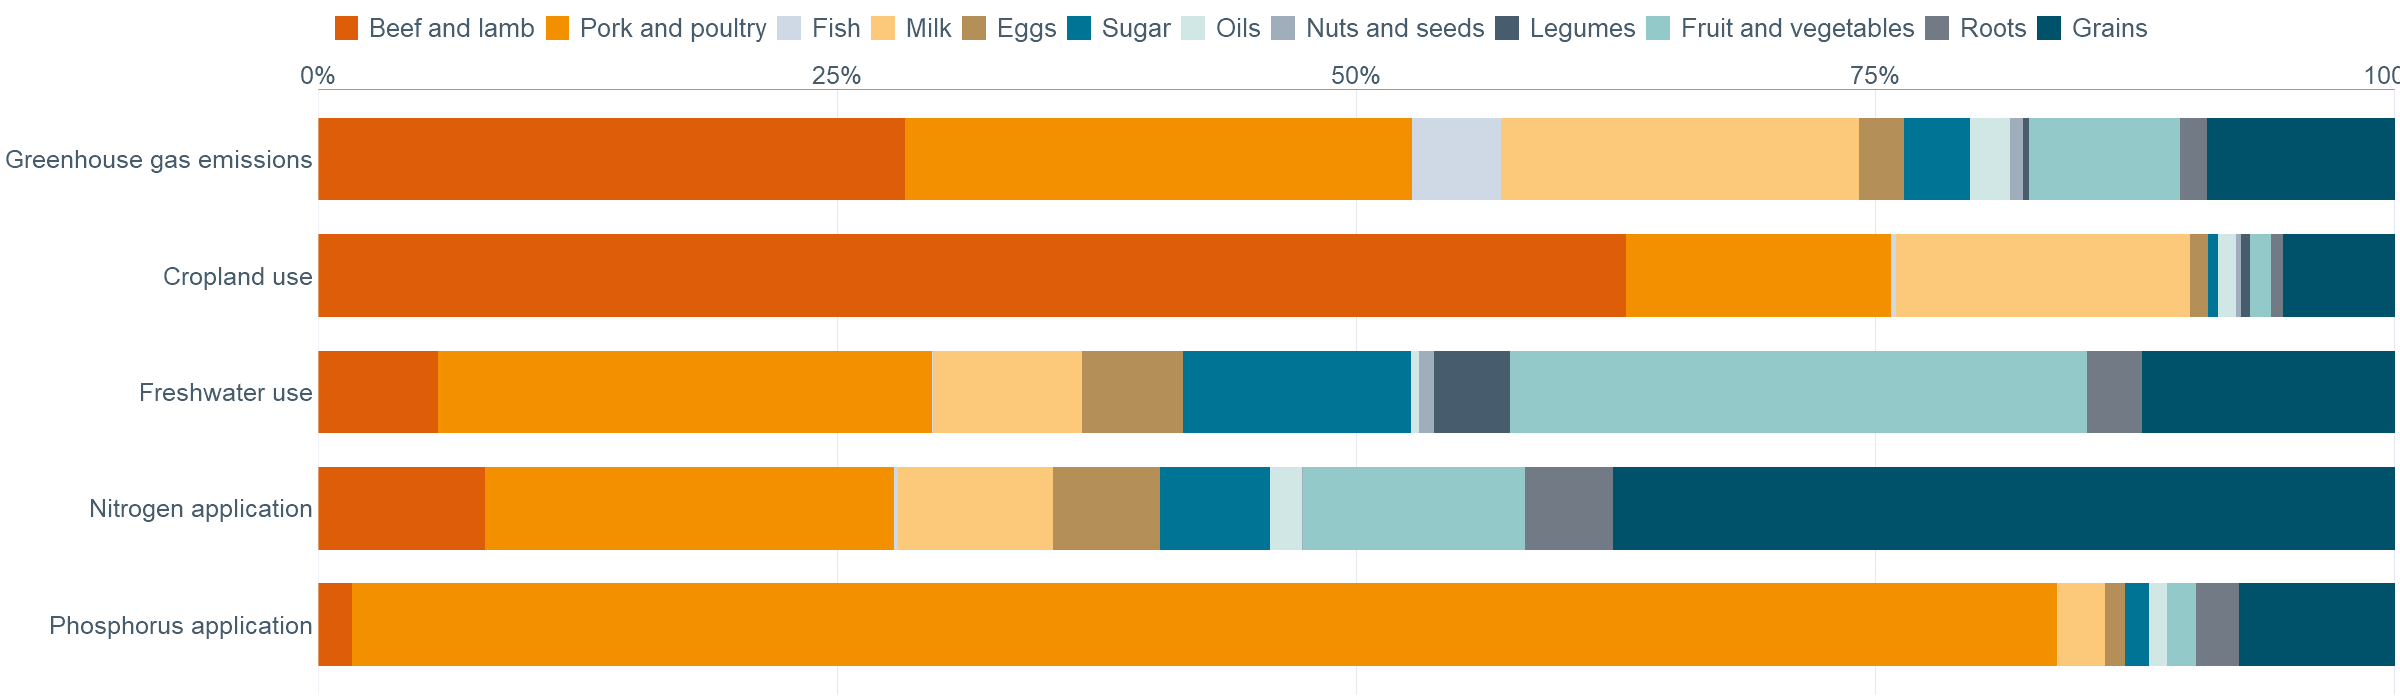 Beef and lamb Pork and poultry Fish Milk Eggs Sugar Oils Nuts and seeds Legumes Fruit and vegetables Roots Grains
0% 25% 50% 75% 100
Greenhouse gas emissions
Cropland use
Freshwater use
Nitrogen application
Phosphorus application